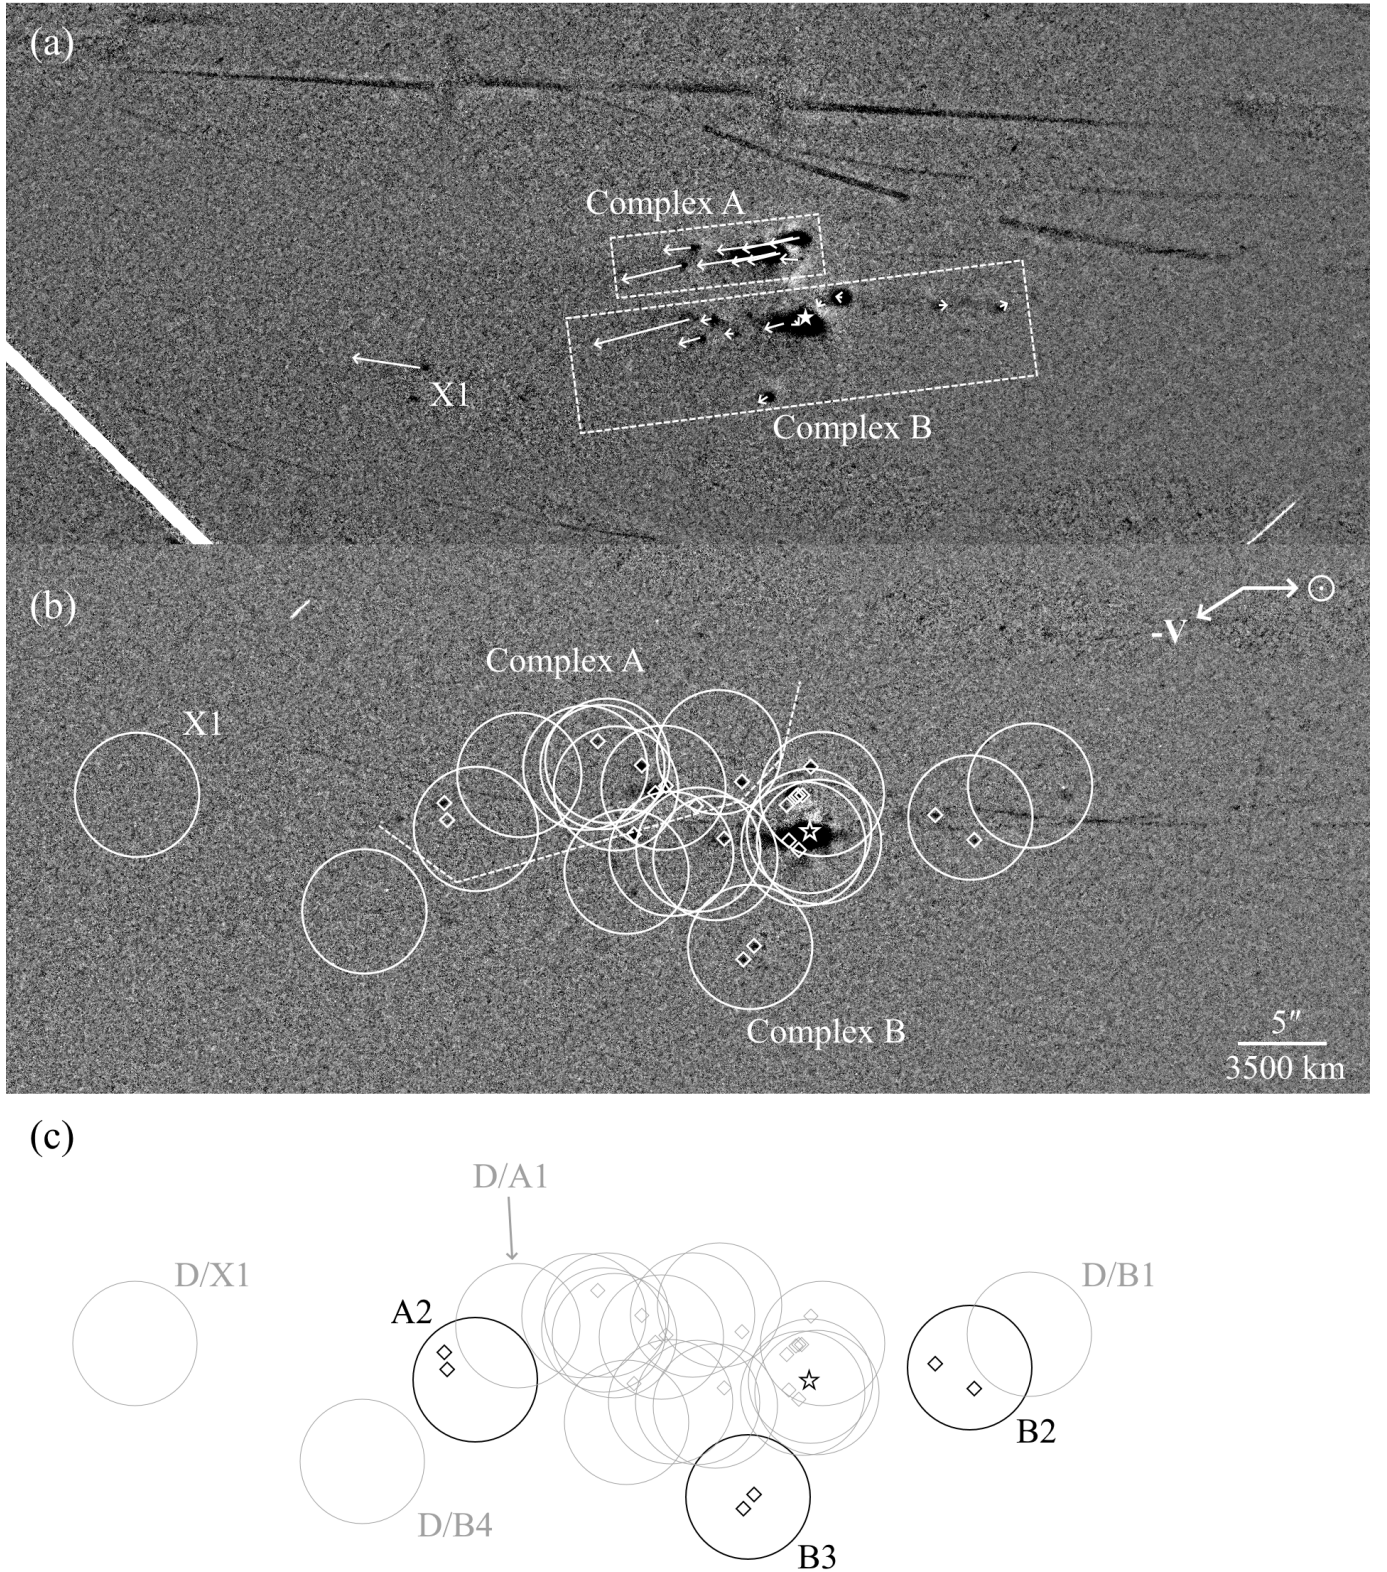 (a)
Complex A
X1
Complex B
(b)
-V
Complex A
X1
Complex B
5″
3500 km
(c)
D/A1
D/X1
D/B1
A2
B2
D/B4
B3